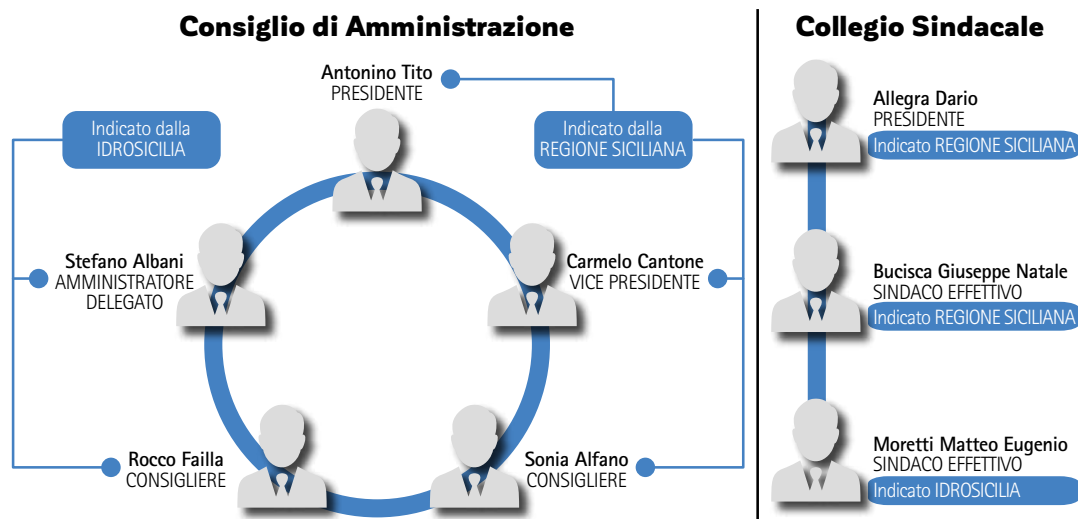 Consiglio di Amministrazione
Antonino Tito
PRESIDENTE
Indicato dalla
IDROSICILIA
Indicato dalla
REGIONE SICILIANA
Stefano Albani
AMMINISTRATORE
DELEGATO
Carmelo Cantone
VICE PRESIDENTE
Rocco Failla
CONSIGLIERE
Sonia Alfano
CONSIGLIERE
Collegio Sindacale
Allegra Dario
PRESIDENTE
Indicato REGIONE SICILIANA
Bucisca Giuseppe Natale
SINDACO EFFETTIVO
Indicato REGIONE SICILIANA
Moretti Matteo Eugenio
SINDACO EFFETTIVO
Indicato IDROSICILIA